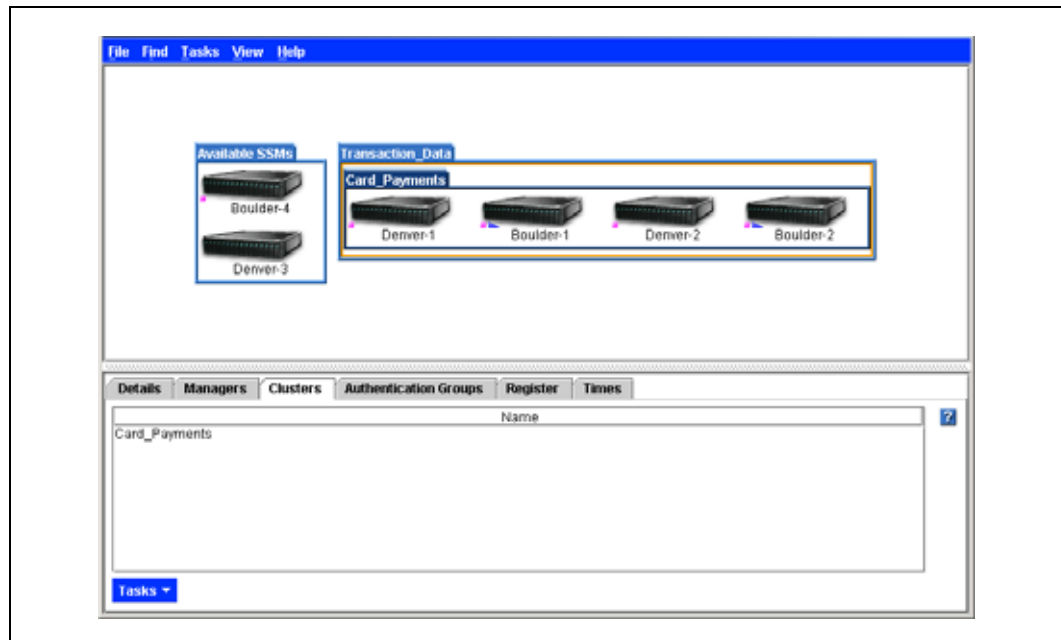 File Find Tasks View Help
Available SSMs
Boulder-4
Denver-3
Transaction_Data
Card_Payments
Denver-1 Boulder-1 Denver-2 Boulder-2
Details Managers Clusters Authentication Groups Register Times
Name
?
Card_Payments
Tasks